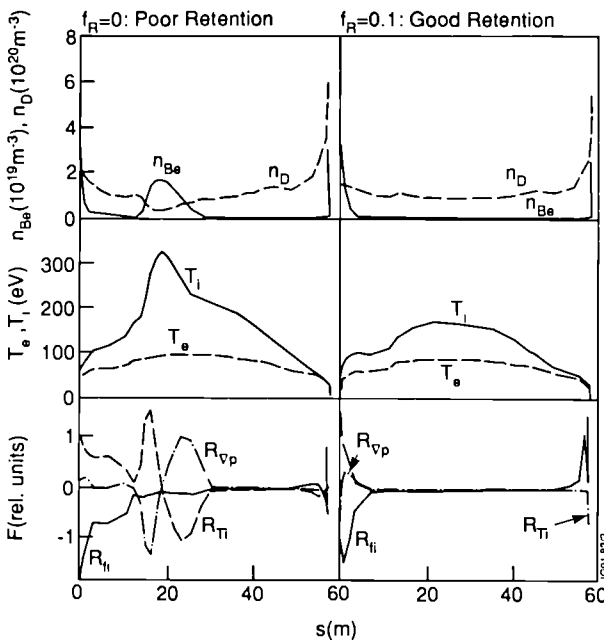 f_R=0: Poor Retention
f_R=0.1: Good Retention
n_Be(10^19m^-3), n_D(10^20m^-3)
8
6
4
2
0
n_Be
n_D
n_D
n_Be
T_e ,T_i (eV)
300
200
100
0
T_i
T_e
T_i
T_e
F(rel. units)
1
0
-1
R_∇p
R_Ti
R_fi
R_∇p
R_fi
R_Ti
0 20 40 60
0 20 40 60
s(m)